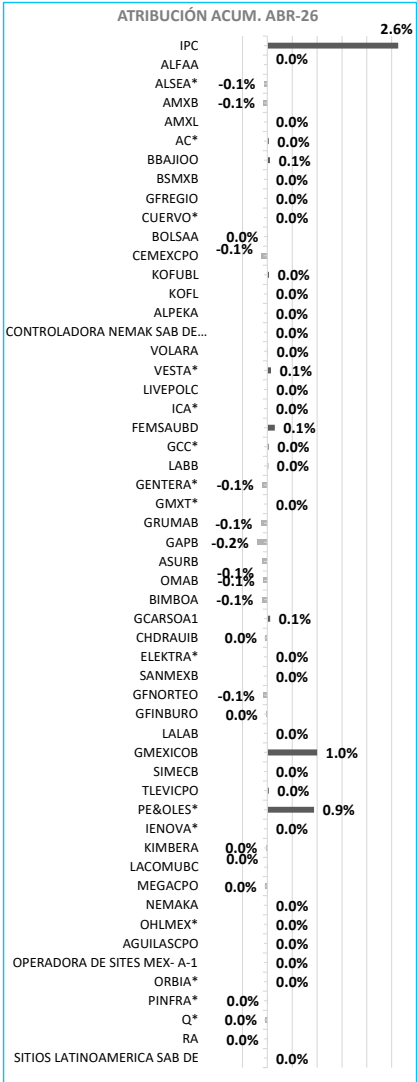 ATRIBUCIÓN ACUM. ABR-26
IPC 2.6%
ALFAA 0.0%
ALSEA* -0.1%
AMXB -0.1%
AMXL 0.0%
AC* 0.0%
BBAJIOO 0.1%
BSMXB 0.0%
GFREGIO 0.0%
CUERVO* 0.0%
BOLSAA 0.0%
CEMEXCPO -0.1%
KOFUBL 0.0%
KOFL 0.0%
ALPEKA 0.0%
CONTROLADORA NEMAK SAB DE... 0.0%
VOLARA 0.0%
VESTA* 0.1%
LIVEPOLC 0.0%
ICA* 0.0%
FEMSAUBD 0.1%
GCC* 0.0%
LABB 0.0%
GENTERA* -0.1%
GMXT* 0.0%
GRUMAB -0.1%
GAPB -0.2%
ASURB -0.1%
OMAB -0.1%
BIMBOA -0.1%
GCARSOA1 0.1%
CHDRAUIB 0.0%
ELEKTRA* 0.0%
SANMEXB 0.0%
GFNORTEO -0.1%
GFINBURO 0.0%
LALAB 0.0%
GMEXICOB 1.0%
SIMECB 0.0%
TLEVICPO 0.0%
PE&OLES* 0.9%
IENOVA* 0.0%
KIMBERA 0.0%
LACOMUBC 0.0%
MEGACPO 0.0%
NEMAKA 0.0%
OHLMEX* 0.0%
AGUILASCPO 0.0%
OPERADORA DE SITES MEX- A-1 0.0%
ORBIA* 0.0%
PINFRA* 0.0%
Q* 0.0%
RA 0.0%
SITIOS LATINOAMERICA SAB DE 0.0%